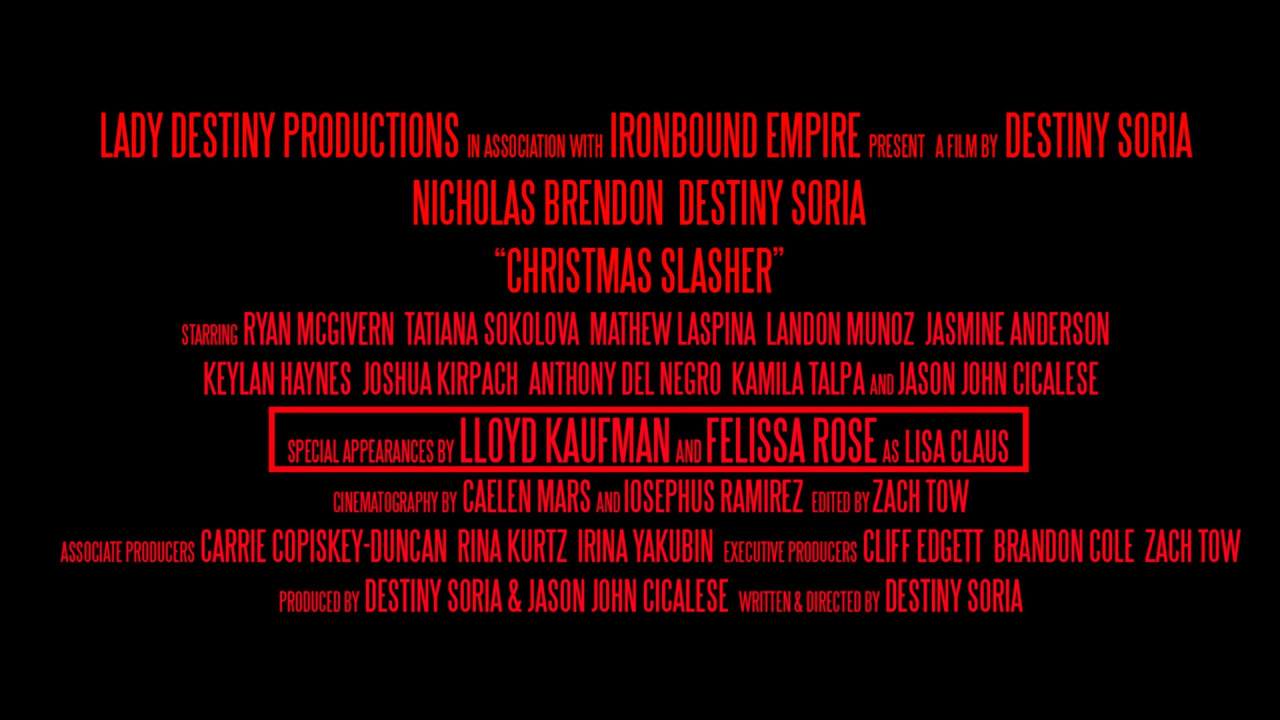 LADY DESTINY PRODUCTIONS IN ASSOCIATION WITH IRONBOUND EMPIRE PRESENT A FILM BY DESTINY SORIA
NICHOLAS BRENDON DESTINY SORIA
“CHRISTMAS SLASHER”
STARRING RYAN MCGIVERN TATIANA SOKOLOVA MATHEW LASPINA LANDON MUNOZ JASMINE ANDERSON
KEYLAN HAYNES JOSHUA KIRPACH ANTHONY DEL NEGRO KAMILA TALPA AND JASON JOHN CICALESE
SPECIAL APPEARANCES BY LLOYD KAUFMAN AND FELISSA ROSE AS LISA CLAUS
CINEMATOGRAPHY BY CAELEN MARS AND IOSEPHUS RAMIREZ EDITED BY ZACH TOW
ASSOCIATE PRODUCERS CARRIE COPISKEY-DUNCAN RINA KURTZ IRINA YAKUBIN EXECUTIVE PRODUCERS CLIFF EDGETT BRANDON COLE ZACH TOW
PRODUCED BY DESTINY SORIA & JASON JOHN CICALESE WRITTEN & DIRECTED BY DESTINY SORIA